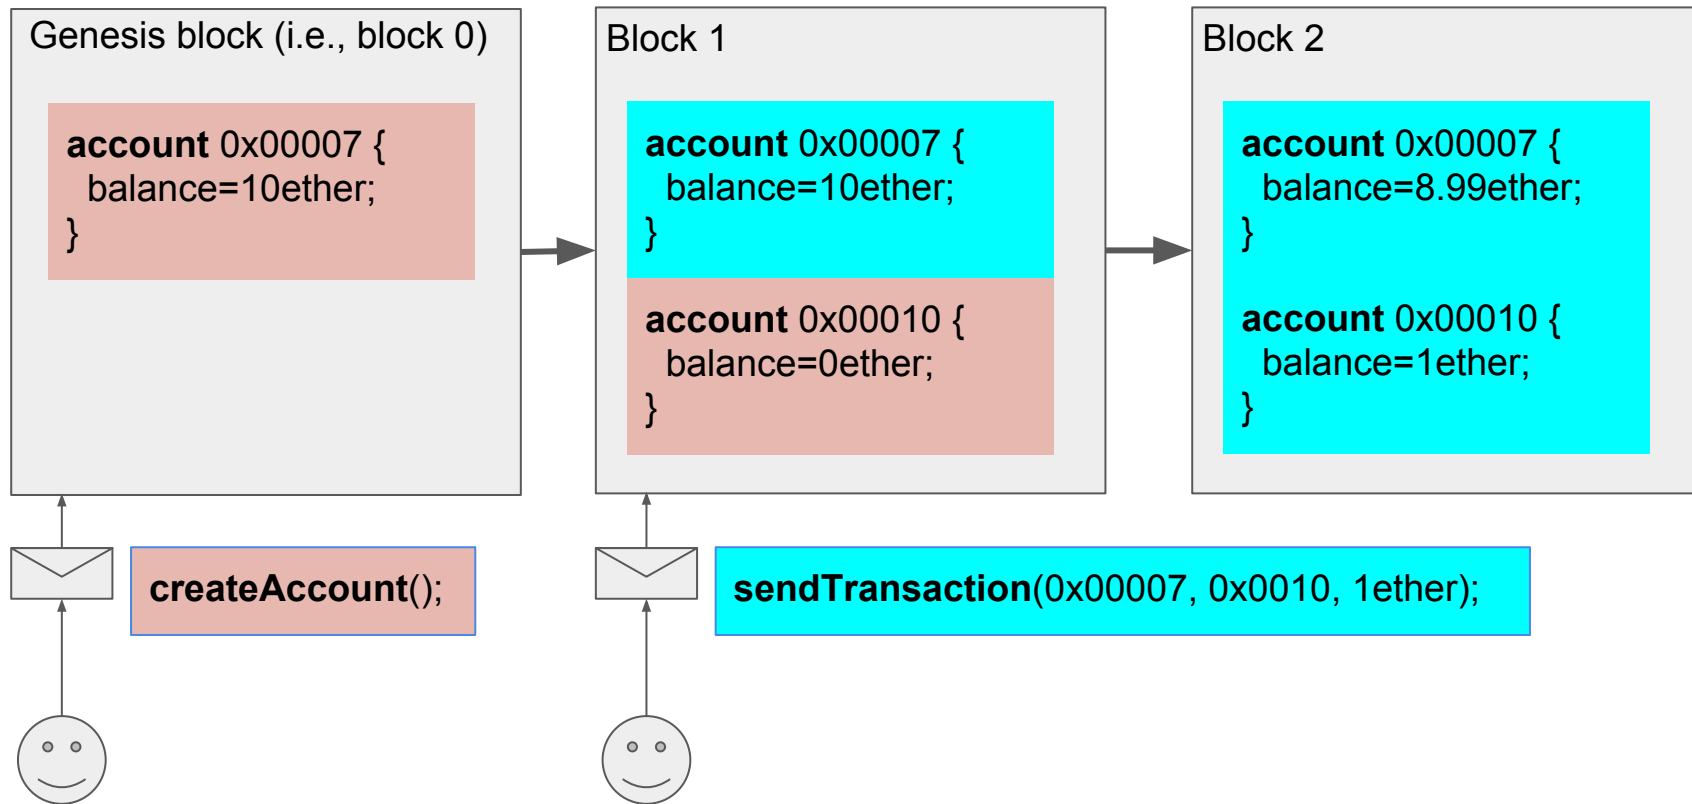 Genesis block (i.e., block 0)
account 0x00007 {
balance=10ether;
}
createAccount();
Block 1
account 0x00007 {
balance=10ether;
}
account 0x00010 {
balance=0ether;
}
sendTransaction(0x00007, 0x0010, 1ether);
Block 2
account 0x00007 {
balance=8.99ether;
}
account 0x00010 {
balance=1ether;
}